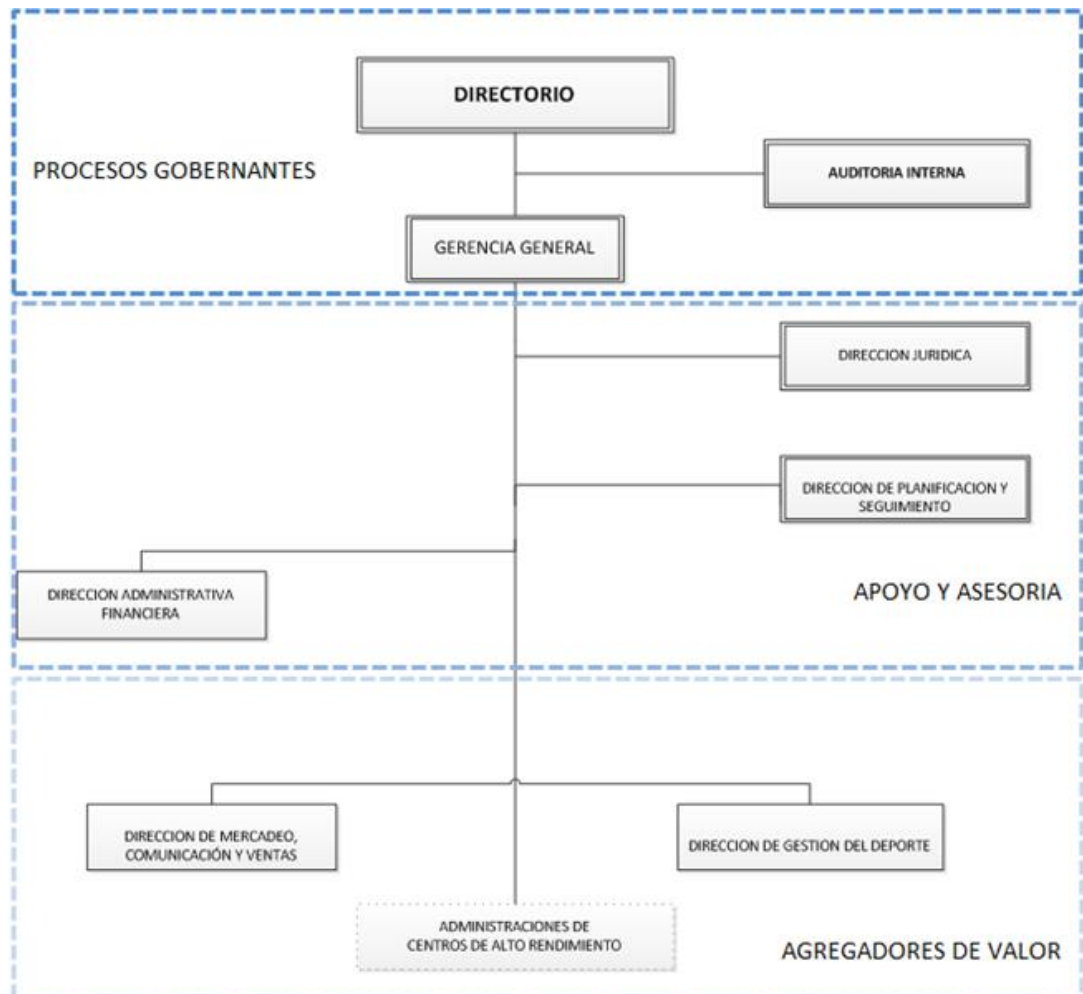 DIRECTORIO
PROCESOS GOBERNANTES
AUDITORIA INTERNA
GERENCIA GENERAL
DIRECCION JURIDICA
DIRECCION DE PLANIFICACION Y
SEGUIMIENTO
DIRECCION ADMINISTRATIVA
FINANCIERA
APOYO Y ASESORIA
DIRECCION DE MERCADEO,
COMUNICACIÓN Y VENTAS
DIRECCION DE GESTION DEL DEPORTE
ADMINISTRACIONES DE
CENTROS DE ALTO RENDIMIENTO
AGREGADORES DE VALOR